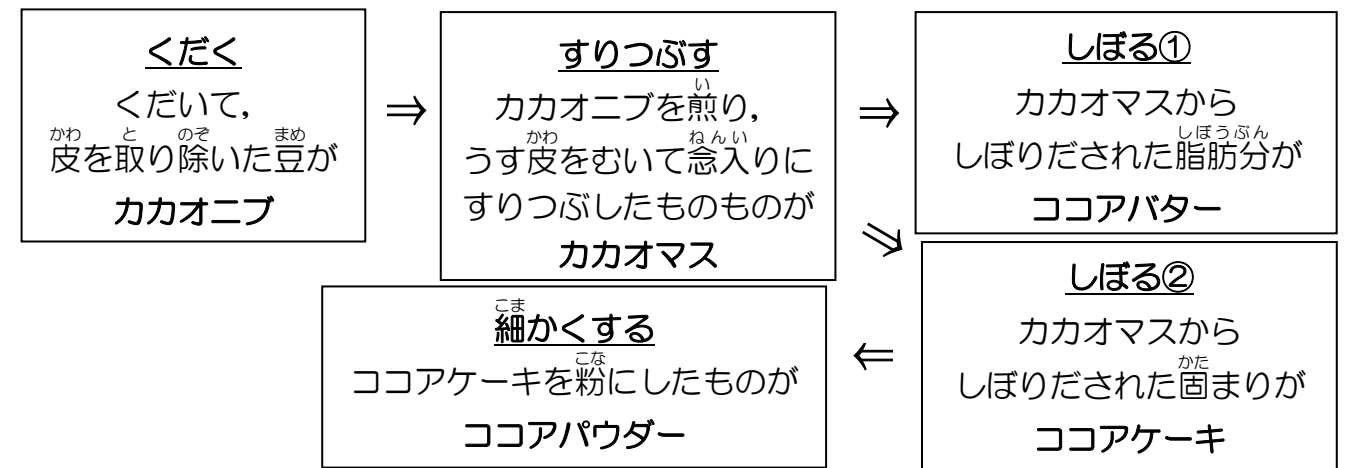 くだく
くだいて，
皮を取り除いた豆が
カカオニブ
⇒
すりつぶす
カカオニブを煎り，
うす皮をむいて念入りに
すりつぶしたものものが
カカオマス
⇒
しぼる①
カカオマスから
しぼりだされた脂肪分が
ココアバター
⇘
しぼる②
カカオマスから
しぼりだされた固まりが
ココアケーキ
⇐
細かくする
ココアケーキを粉にしたものが
ココアパウダー